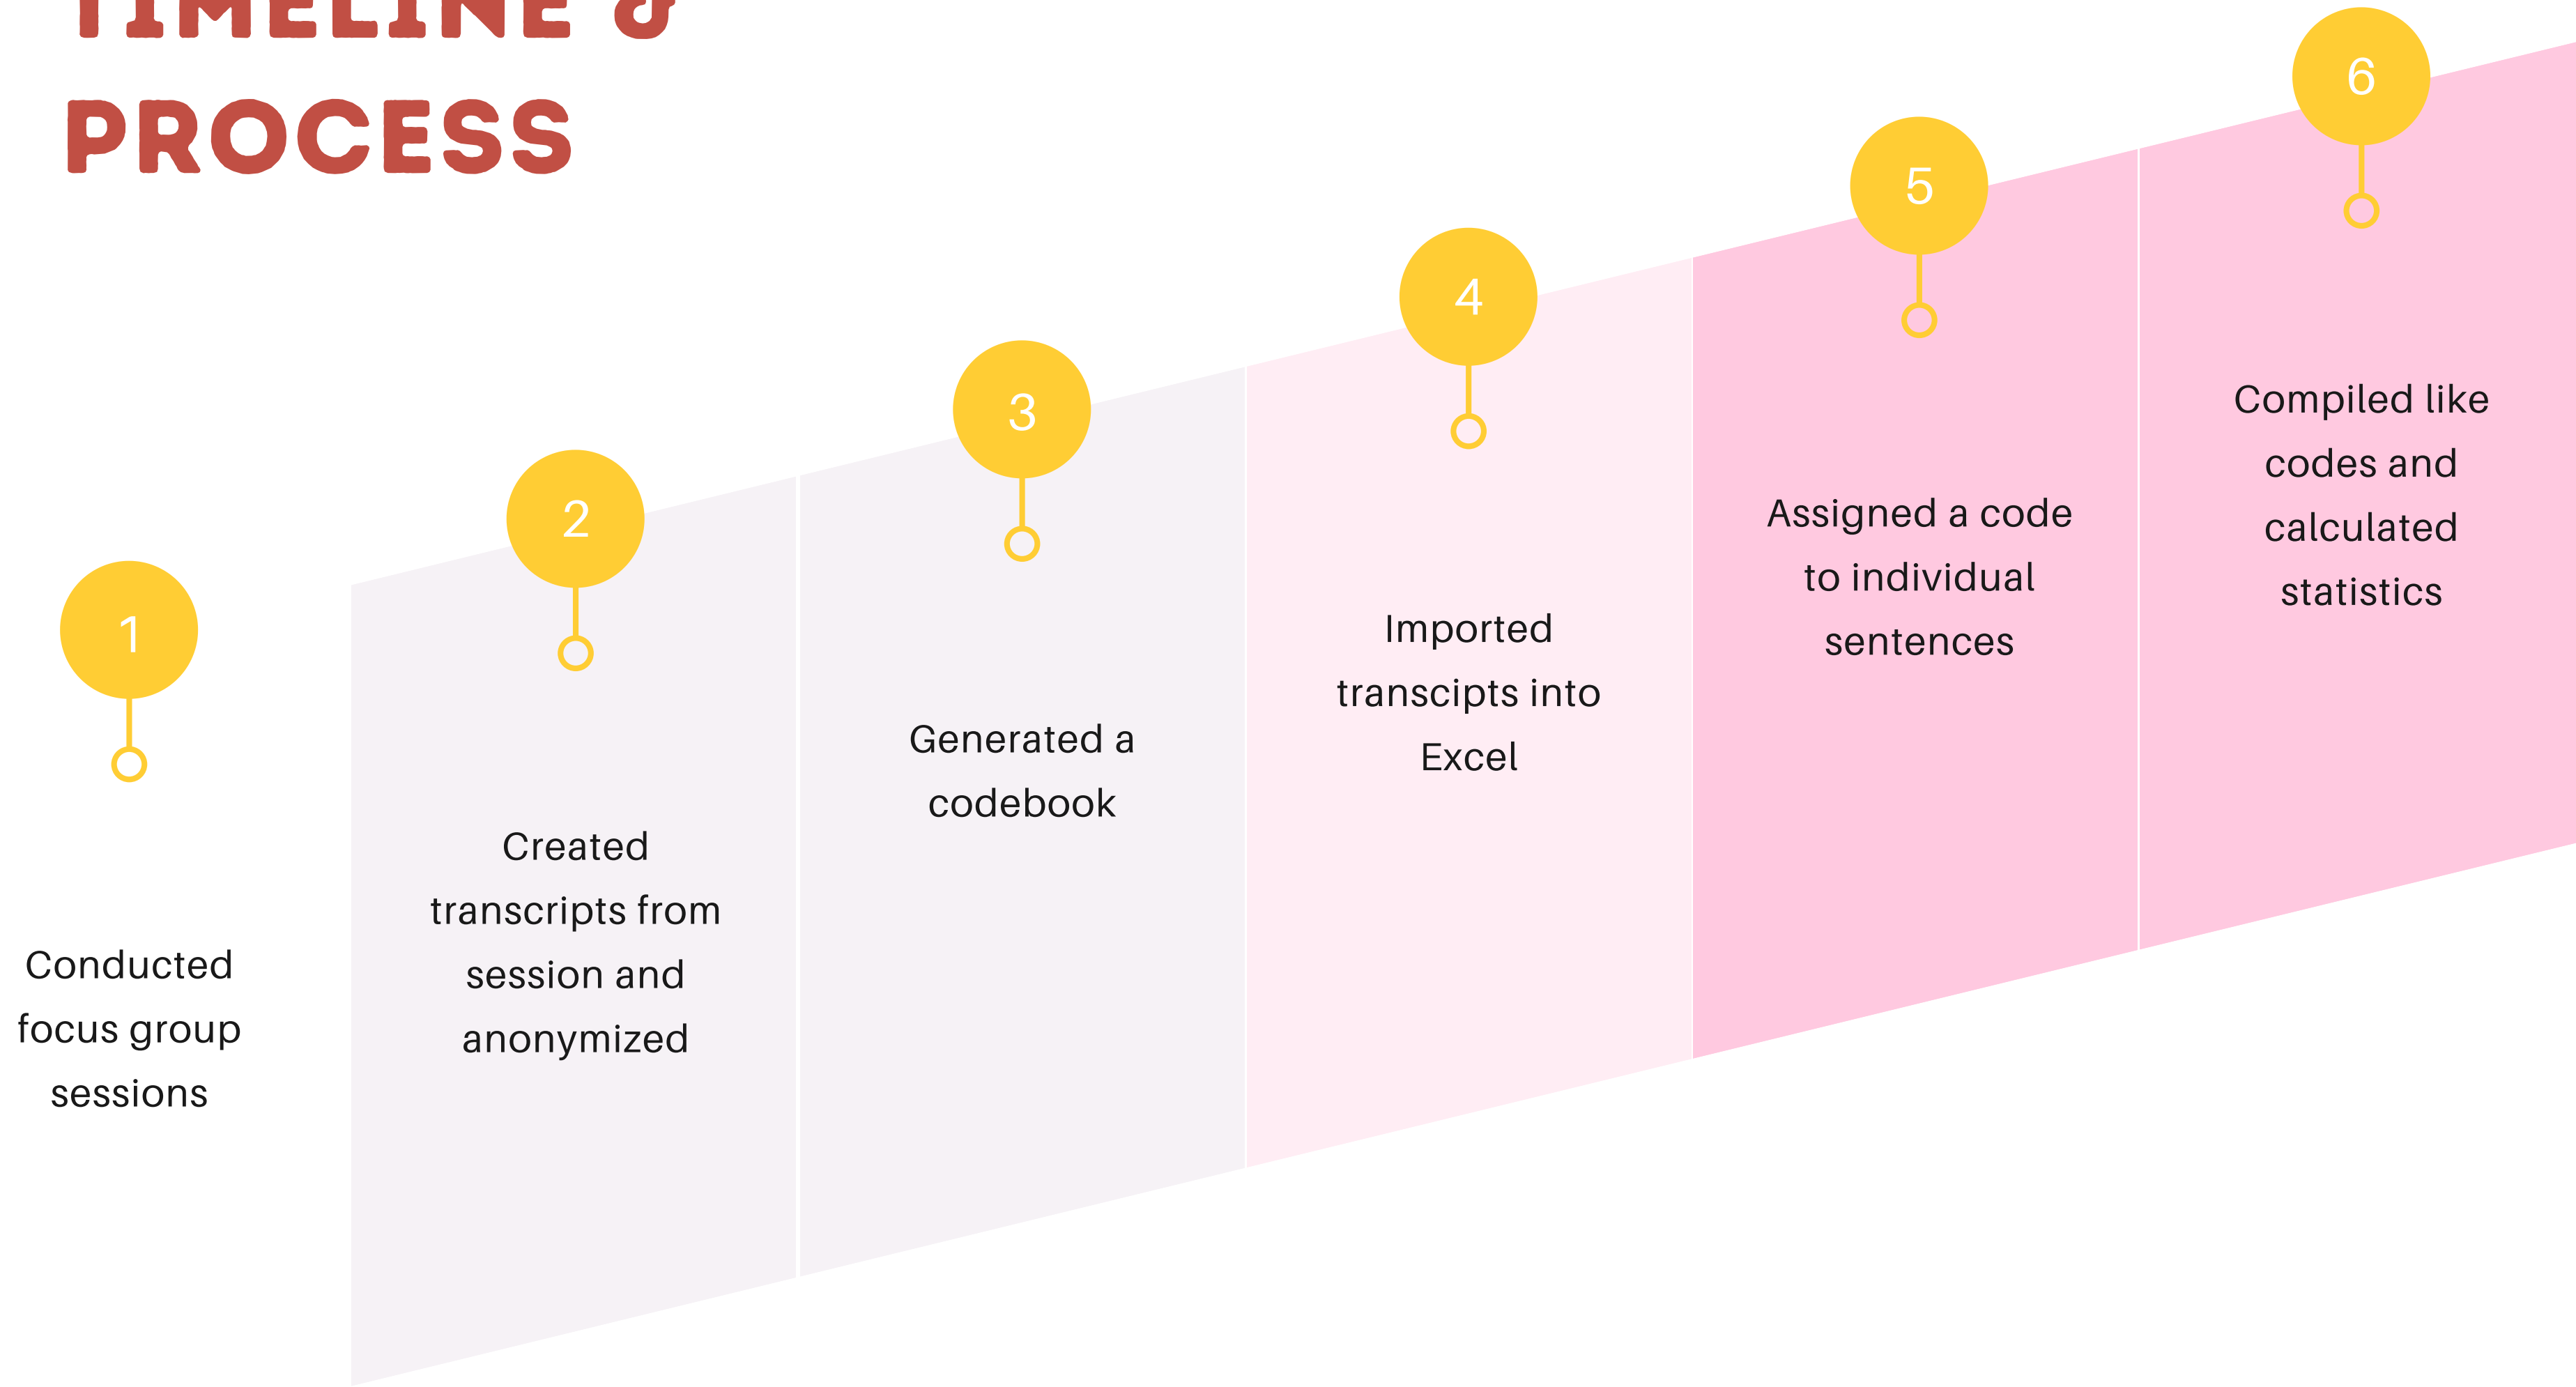 TIMELINE &
PROCESS
1
Conducted
focus group
sessions
2
Created
transcripts from
session and
anonymized
3
Generated a
codebook
4
Imported
transcipts into
Excel
5
Assigned a code
to individual
sentences
6
Compiled like
codes and
calculated
statistics